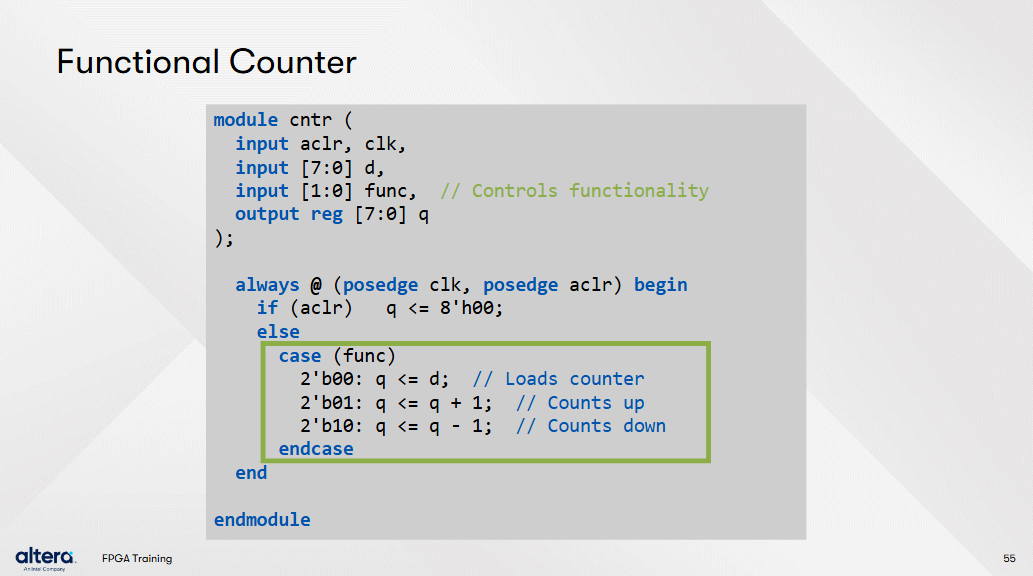 Functional Counter
module cntr (
  input aclr, clk,
  input [7:0] d,
  input [1:0] func,  // Controls functionality
  output reg [7:0] q
);
  always @ (posedge clk, posedge aclr) begin
    if (aclr)   q <= 8'h00;
    else
      case (func)
        2'b00: q <= d;  // Loads counter
        2'b01: q <= q + 1;  // Counts up
        2'b10: q <= q - 1;  // Counts down
      endcase
  end
endmodule
altera.
An Intel Company
FPGA Training
55